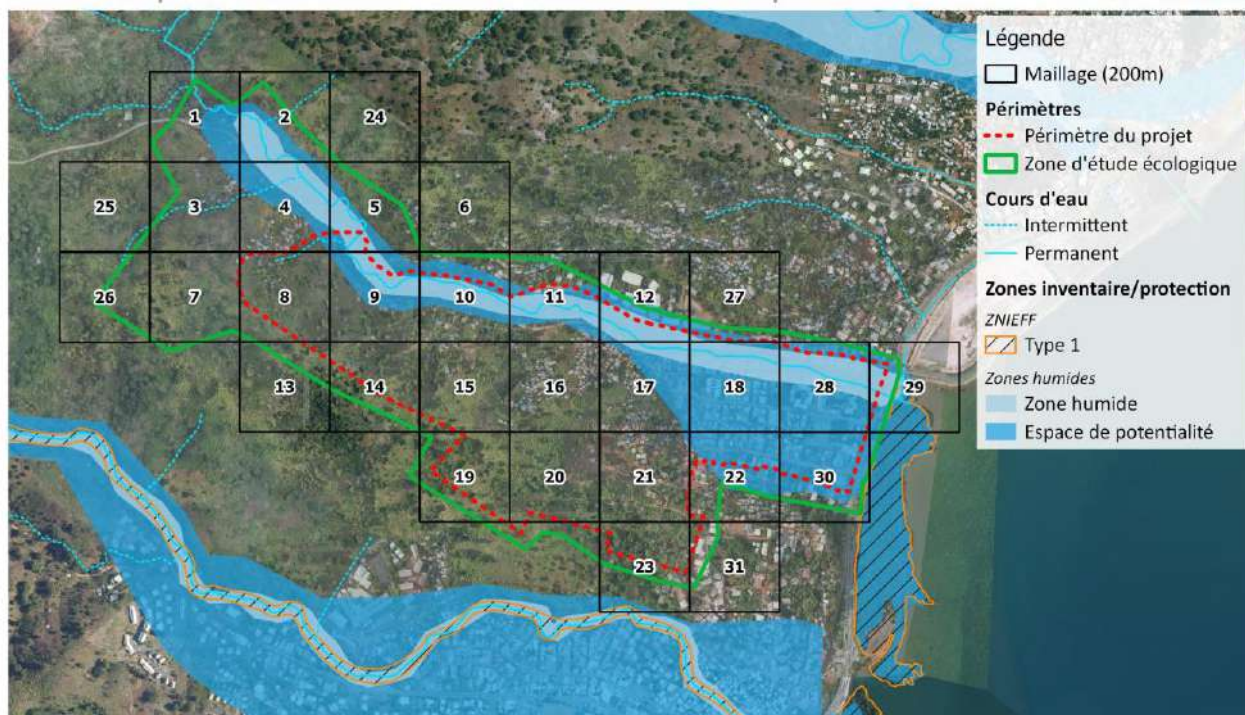 Légende
Maillage (200m)
Périmètres
Périmètre du projet
Zone d'étude écologique
Cours d'eau
Intermittent
Permanent
Zones inventaire/protection
ZNIEFF
Type 1
Zones humides
Zone humide
Espace de potentialité
1 2 24
25 3 4 5 6
26 7 8 9 10 11 12 27
13 14 15 16 17 18 28 29
19 20 21 22 30
23 31